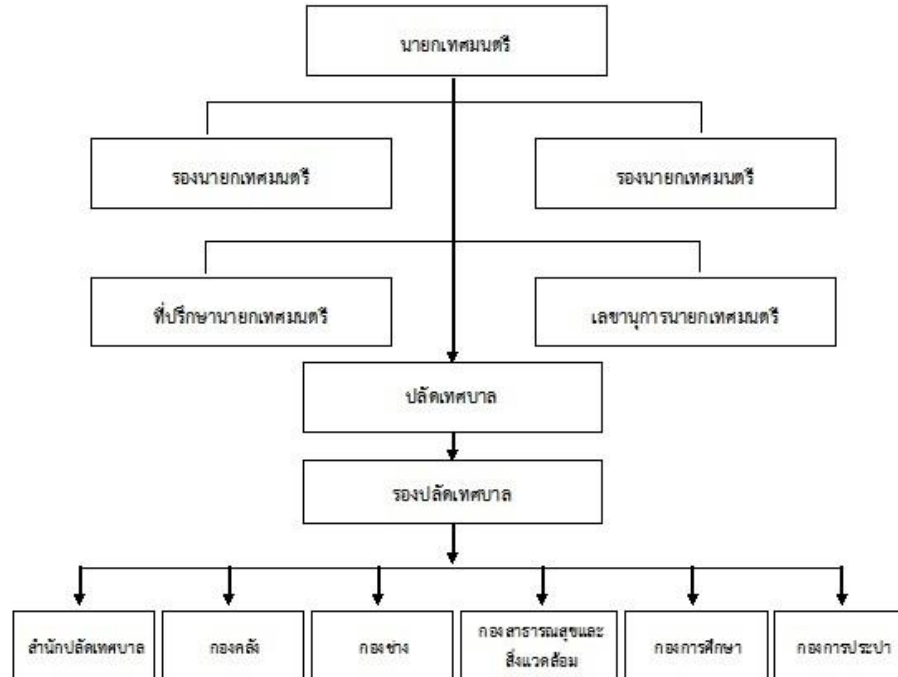 นายกเทศมนตรี
รองนายกเทศมนตรี
รองนายกเทศมนตรี
ที่ปรึกษานายกเทศมนตรี
เลขานุการนายกเทศมนตรี
ปลัดเทศบาล
รองปลัดเทศบาล
สำนักปลัดเทศบาล
กองคลัง
กองช่าง
กองสาธารณสุขและ
สิ่งแวดล้อม
กองการศึกษา
กองการประปา